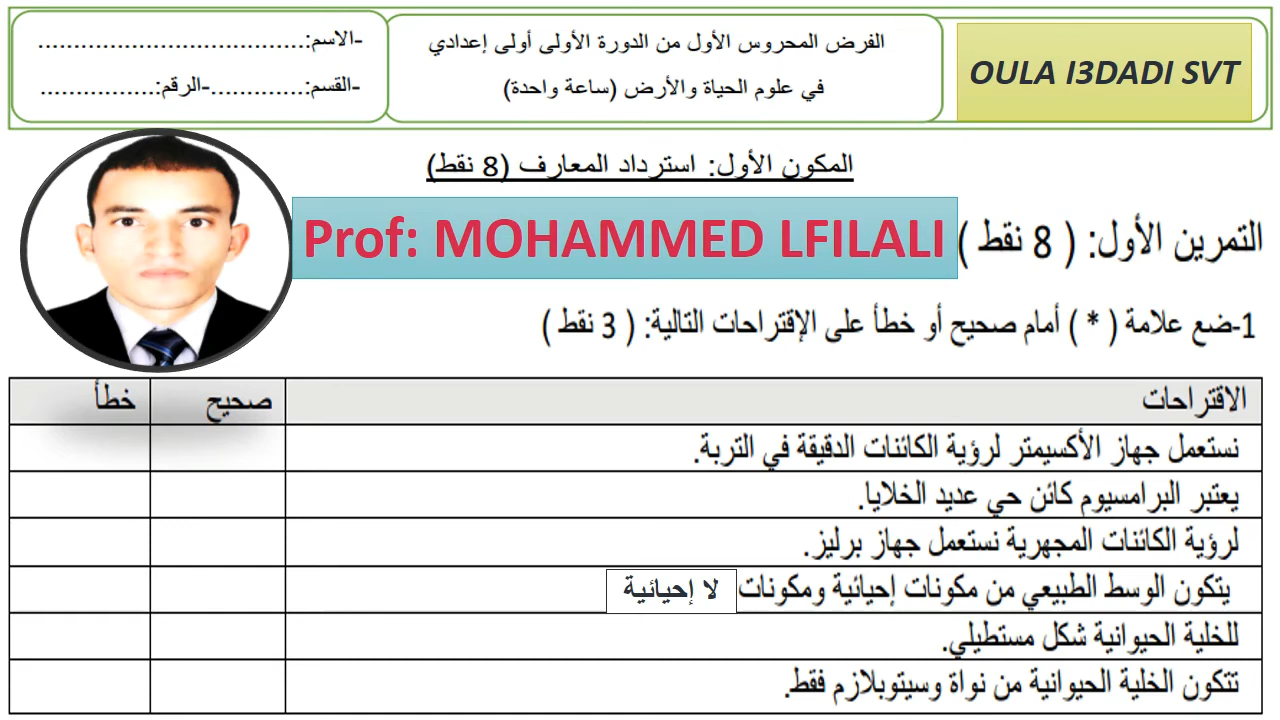 الفرض المحروس الأول من الدورة الأولى أولى إعدادي
في علوم الحياة والأرض (ساعة واحدة)
OULA I3DADI SVT
-الاسم:.....................................
-القسم:.............-الرقم:................
المكون الأول: استرداد المعارف (8 نقط)
التمرين الأول: ( 8 نقط )
Prof: MOHAMMED LFILALI
1-ضع علامة ( * ) أمام صحيح أو خطأ على الإقتراحات التالية: ( 3 نقط )
الاقتراحات صحيح خطأ
نستعمل جهاز الأكسيمتر لرؤية الكائنات الدقيقة في التربة.
يعتبر البرامسيوم كائن حي عديد الخلايا.
لرؤية الكائنات المجهرية نستعمل جهاز برليز.
يتكون الوسط الطبيعي من مكونات إحيائية ومكونات لا إحيائية
للخلية الحيوانية شكل مستطيلي.
تتكون الخلية الحيوانية من نواة وسيتوبلازم فقط.